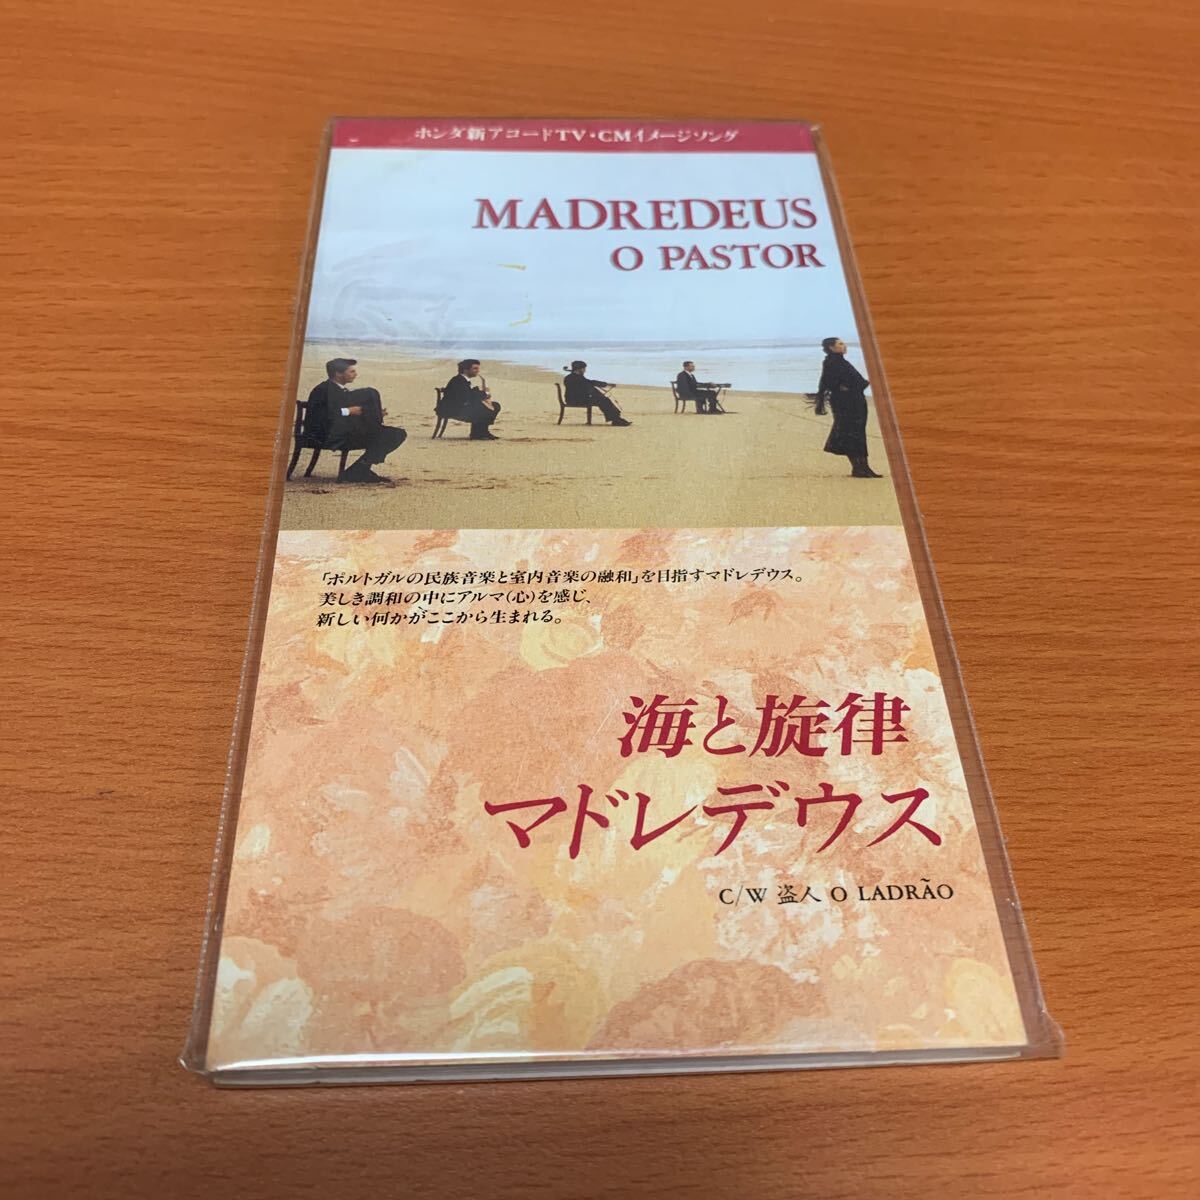 ホンダ新アコードTV・CMイメージソング
MADREDEUS
O PASTOR
「ポルトガルの民族音楽と室内音楽の融和」を目指すマドレデウス。
美しき調和の中にアルマ(心)を感じ、
新しい何かがここから生まれる。
海と旋律
マドレデウス
C/W 盗人 O LADRÃO